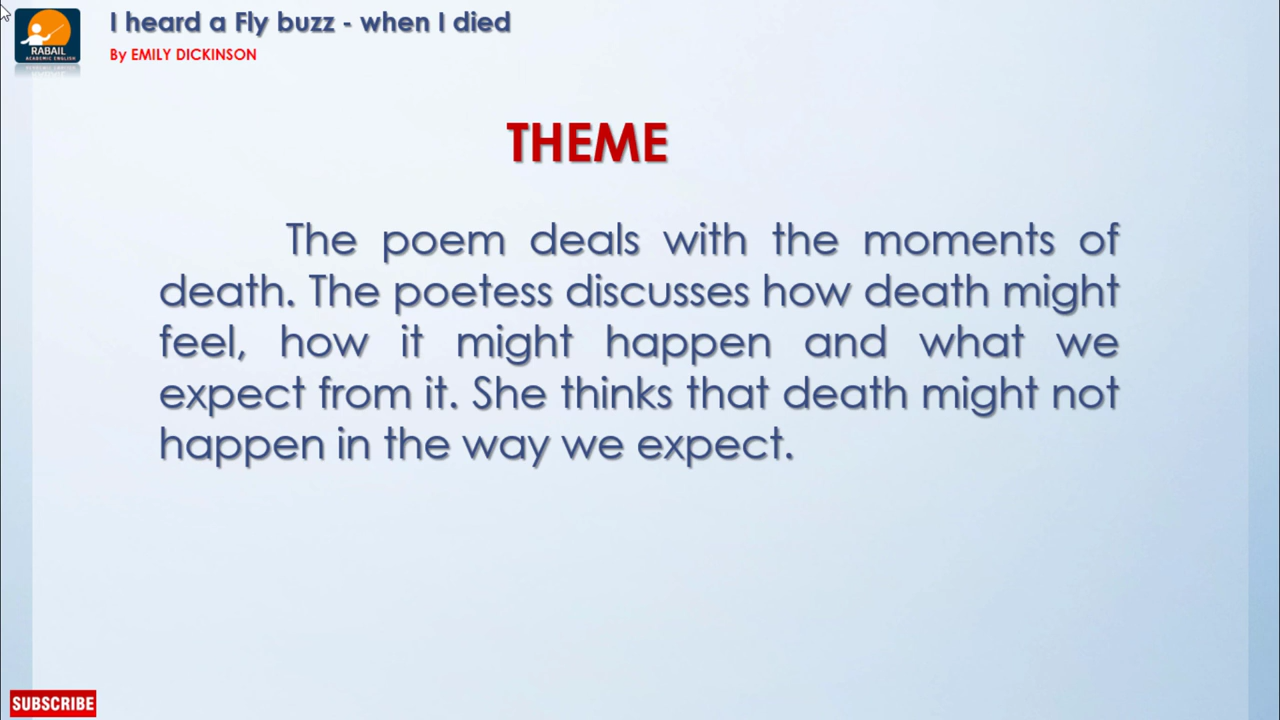 I heard a Fly buzz - when I died
By EMILY DICKINSON
RABAIL
ACADEMIC ENGLISH
THEME
The poem deals with the moments of
death. The poetess discusses how death might
feel, how it might happen and what we
expect from it. She thinks that death might not
happen in the way we expect.
SUBSCRIBE